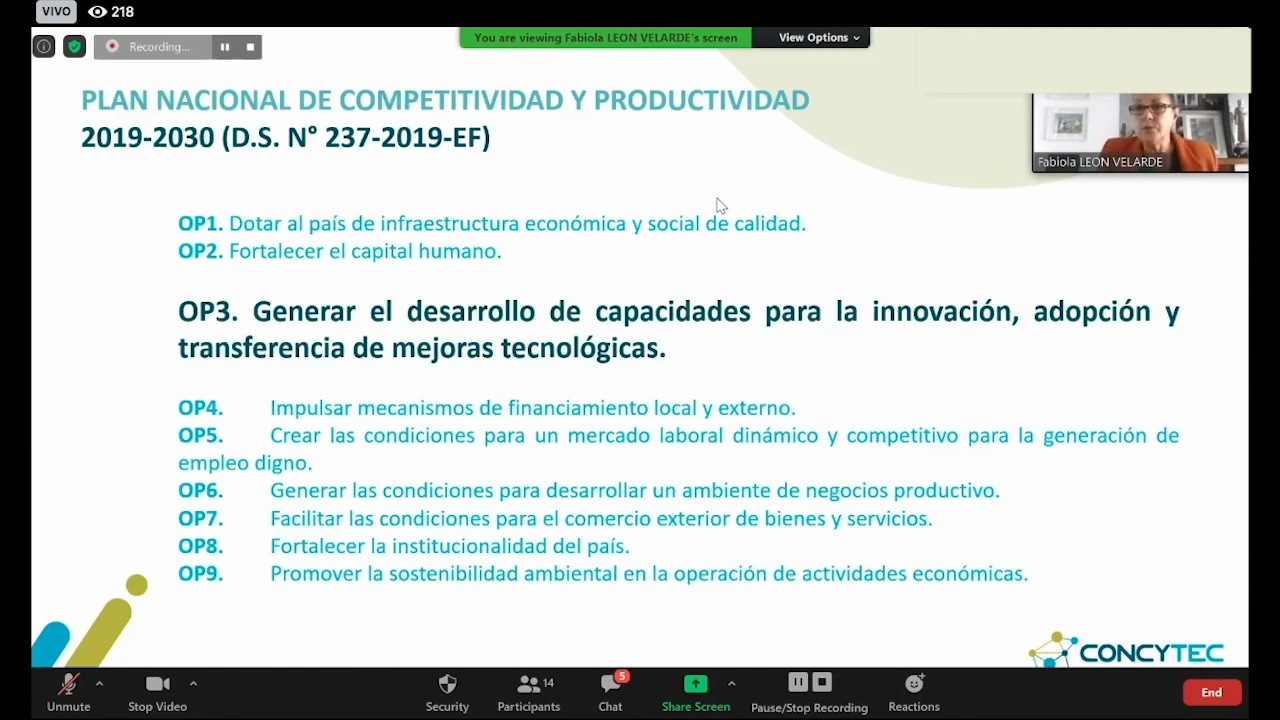 VIVO 218
Recording...
You are viewing Fabiola LEON VELARDE's screen
View Options
PLAN NACIONAL DE COMPETITIVIDAD Y PRODUCTIVIDAD
2019-2030 (D.S. N° 237-2019-EF)
Fabiola LEON VELARDE
OP1. Dotar al país de infraestructura económica y social de calidad.
OP2. Fortalecer el capital humano.
OP3. Generar el desarrollo de capacidades para la innovación, adopción y
transferencia de mejoras tecnológicas.
OP4. Impulsar mecanismos de financiamiento local y externo.
OP5. Crear las condiciones para un mercado laboral dinámico y competitivo para la generación de
empleo digno.
OP6. Generar las condiciones para desarrollar un ambiente de negocios productivo.
OP7. Facilitar las condiciones para el comercio exterior de bienes y servicios.
OP8. Fortalecer la institucionalidad del país.
OP9. Promover la sostenibilidad ambiental en la operación de actividades económicas.
CONCYTEC
14
5
Unmute
Stop Video
Security
Participants
Chat
Share Screen
Pause/Stop Recording
Reactions
End